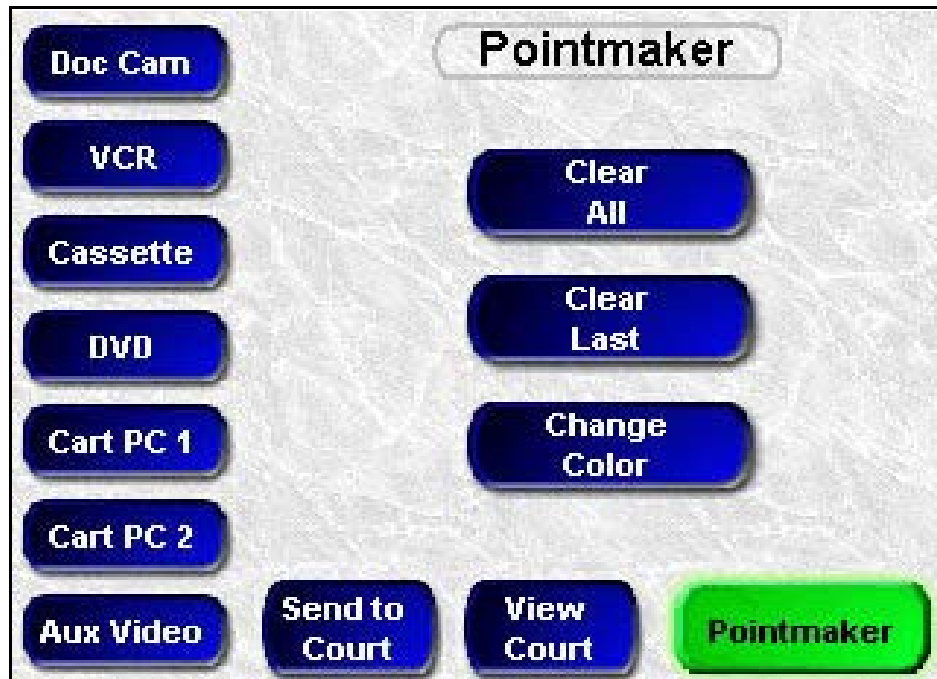 Pointmaker
Doc Cam
VCR
Cassette
DVD
Cart PC 1
Cart PC 2
Aux Video
Clear
All
Clear
Last
Change
Color
Send to
Court
View
Court
Pointmaker